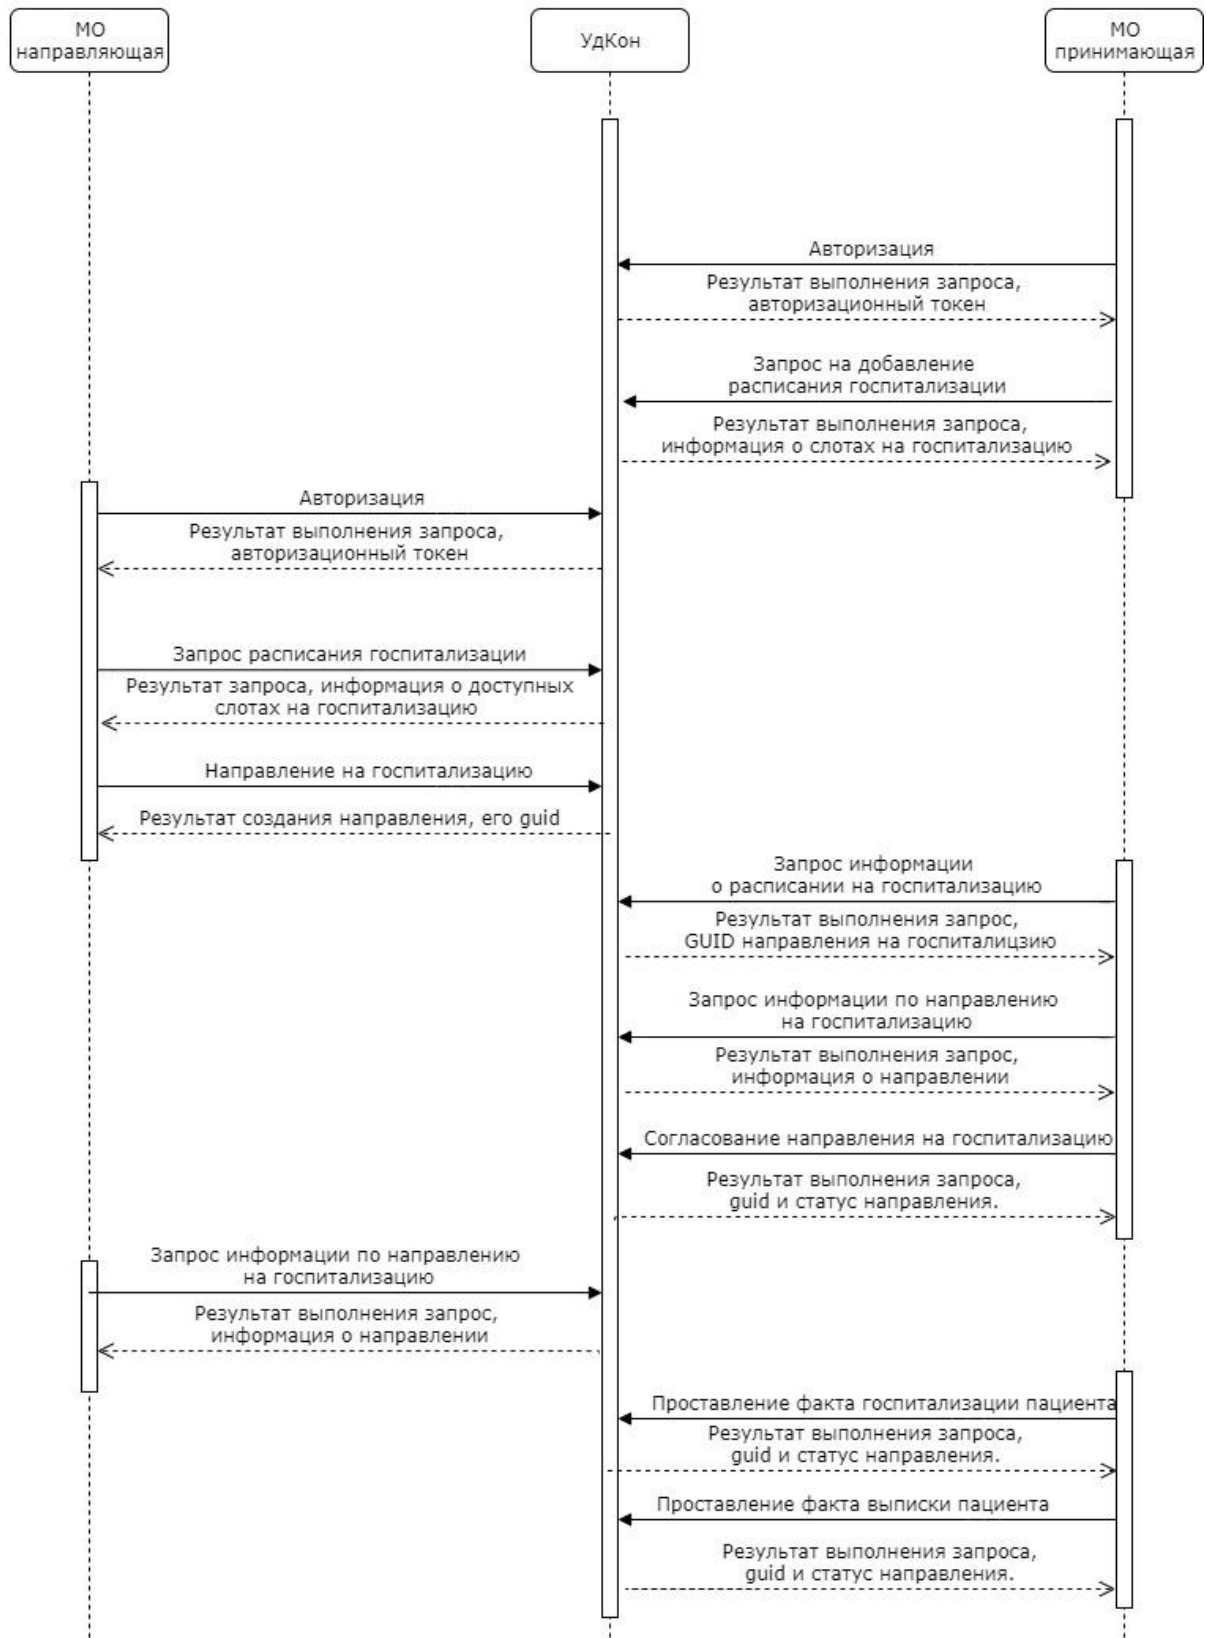 МО
направляющая
УдКон
МО
принимающая
Авторизация
Результат выполнения запроса,
авторизационный токен
Запрос на добавление
расписания госпитализации
Результат выполнения запроса,
информация о слотах на госпитализацию
Авторизация
Результат выполнения запроса,
авторизационный токен
Запрос расписания госпитализации
Результат запроса, информация о доступных
слотах на госпитализацию
Направление на госпитализацию
Результат создания направления, его guid
Запрос информации
о расписании на госпитализацию
Результат выполнения запрос,
GUID направления на госпиталицзию
Запрос информации по направлению
на госпитализацию
Результат выполнения запрос,
информация о направлении
Согласование направления на госпитализацию
Результат выполнения запроса,
guid и статус направления.
Запрос информации по направлению
на госпитализацию
Результат выполнения запрос,
информация о направлении
Проставление факта госпитализации пациента
Результат выполнения запроса,
guid и статус направления.
Проставление факта выписки пациента
Результат выполнения запроса,
guid и статус направления.